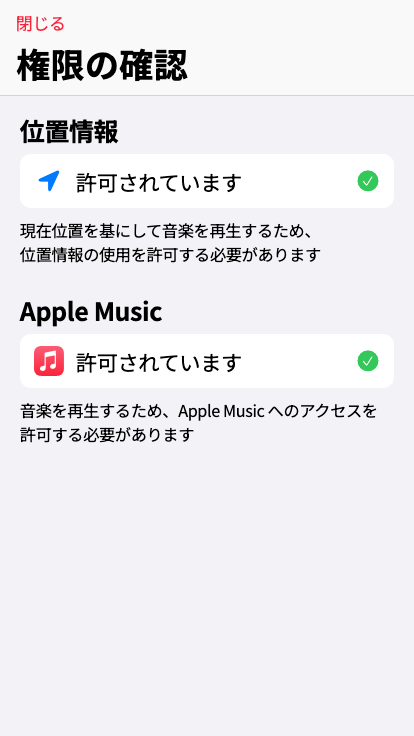 閉じる
権限の確認
位置情報
許可されています
現在位置を基にして音楽を再生するため、
位置情報の使用を許可する必要があります
Apple Music
許可されています
音楽を再生するため、Apple Music へのアクセスを
許可する必要があります